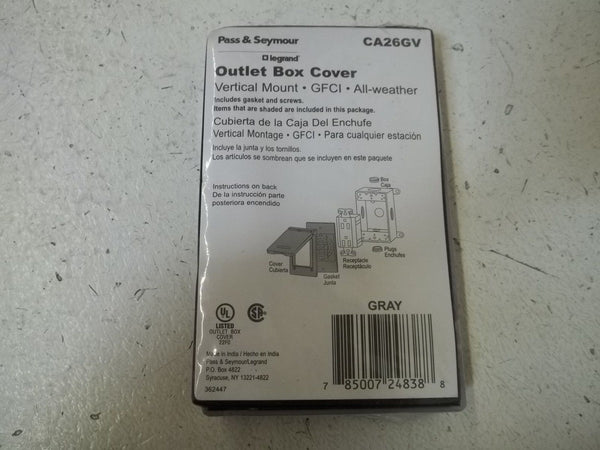 Pass & Seymour
CA26GV
legrand
Outlet Box Cover
Vertical Mount • GFCI • All-weather
Includes gasket and screws.
Items that are shaded are included in this package.
Cubierta de la Caja Del Enchufe
Vertical Montage • GFCI • Para cualquier estación
Incluye la junta y los tornillos.
Los articulos se sombrean que se incluyen en este paquete
Instructions on back
De la instrucción parte
posteriora encendido
Box
Caja
Plugs
Enchufes
Receptacle
Receptáculo
Gasket
Junta
Cover
Cubierta
GRAY
UL
LISTED
OUTLET BOX
COVER
22P2
Made in India / Hecho en India
Pass & Seymour/Legrand
P.O. Box 4822
Syracuse, NY 13221-4822
362447
7 85007 24838 8